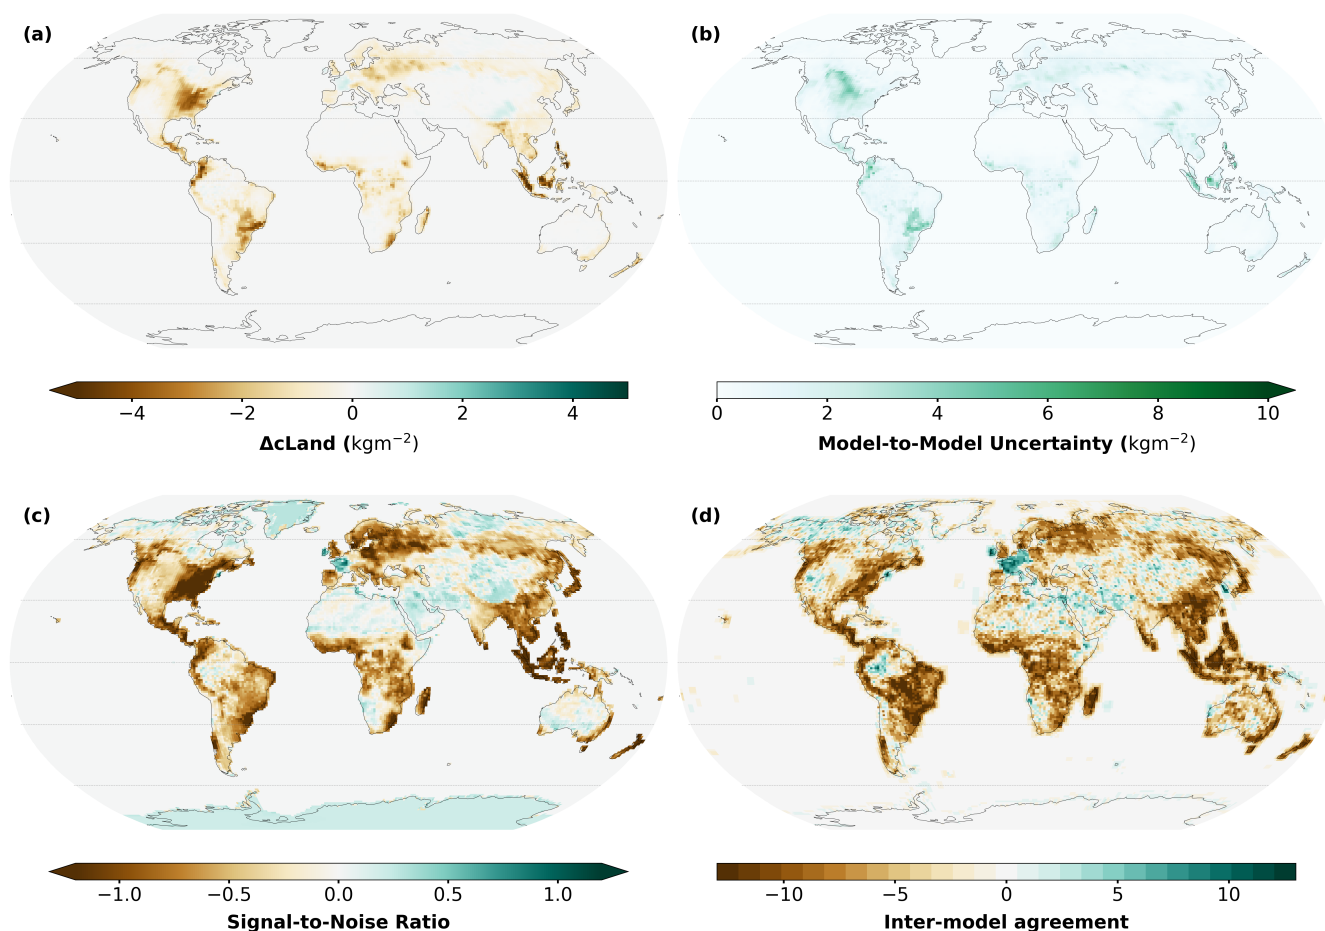 (a)
(b)
−4 −2 0 2 4
ΔcLand (kgm⁻²)
0 2 4 6 8 10
Model-to-Model Uncertainty (kgm⁻²)
(c)
(d)
−1.0 −0.5 0.0 0.5 1.0
Signal-to-Noise Ratio
−10 −5 0 5 10
Inter-model agreement